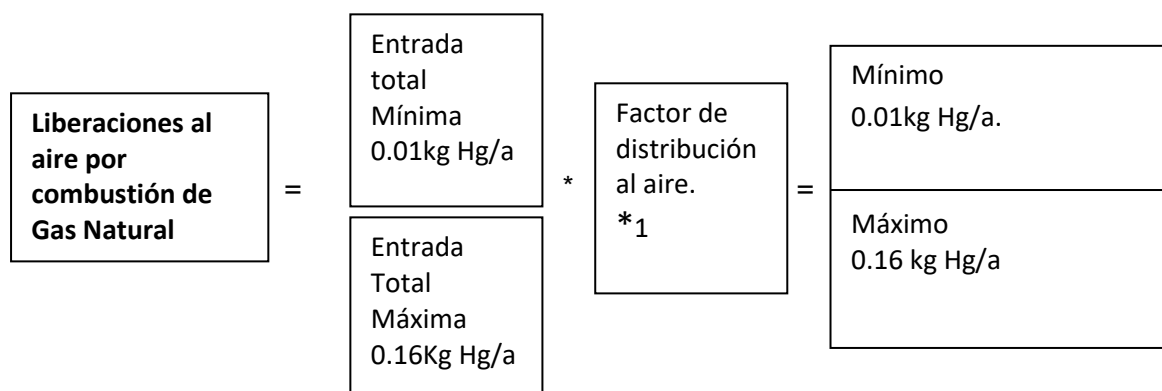 Liberaciones al
aire por
combustión de
Gas Natural
=
Entrada
total
Mínima
0.01kg Hg/a
Entrada
Total
Máxima
0.16Kg Hg/a
*
Factor de
distribución
al aire.
*1
=
Mínimo
0.01kg Hg/a.
Máximo
0.16 kg Hg/a